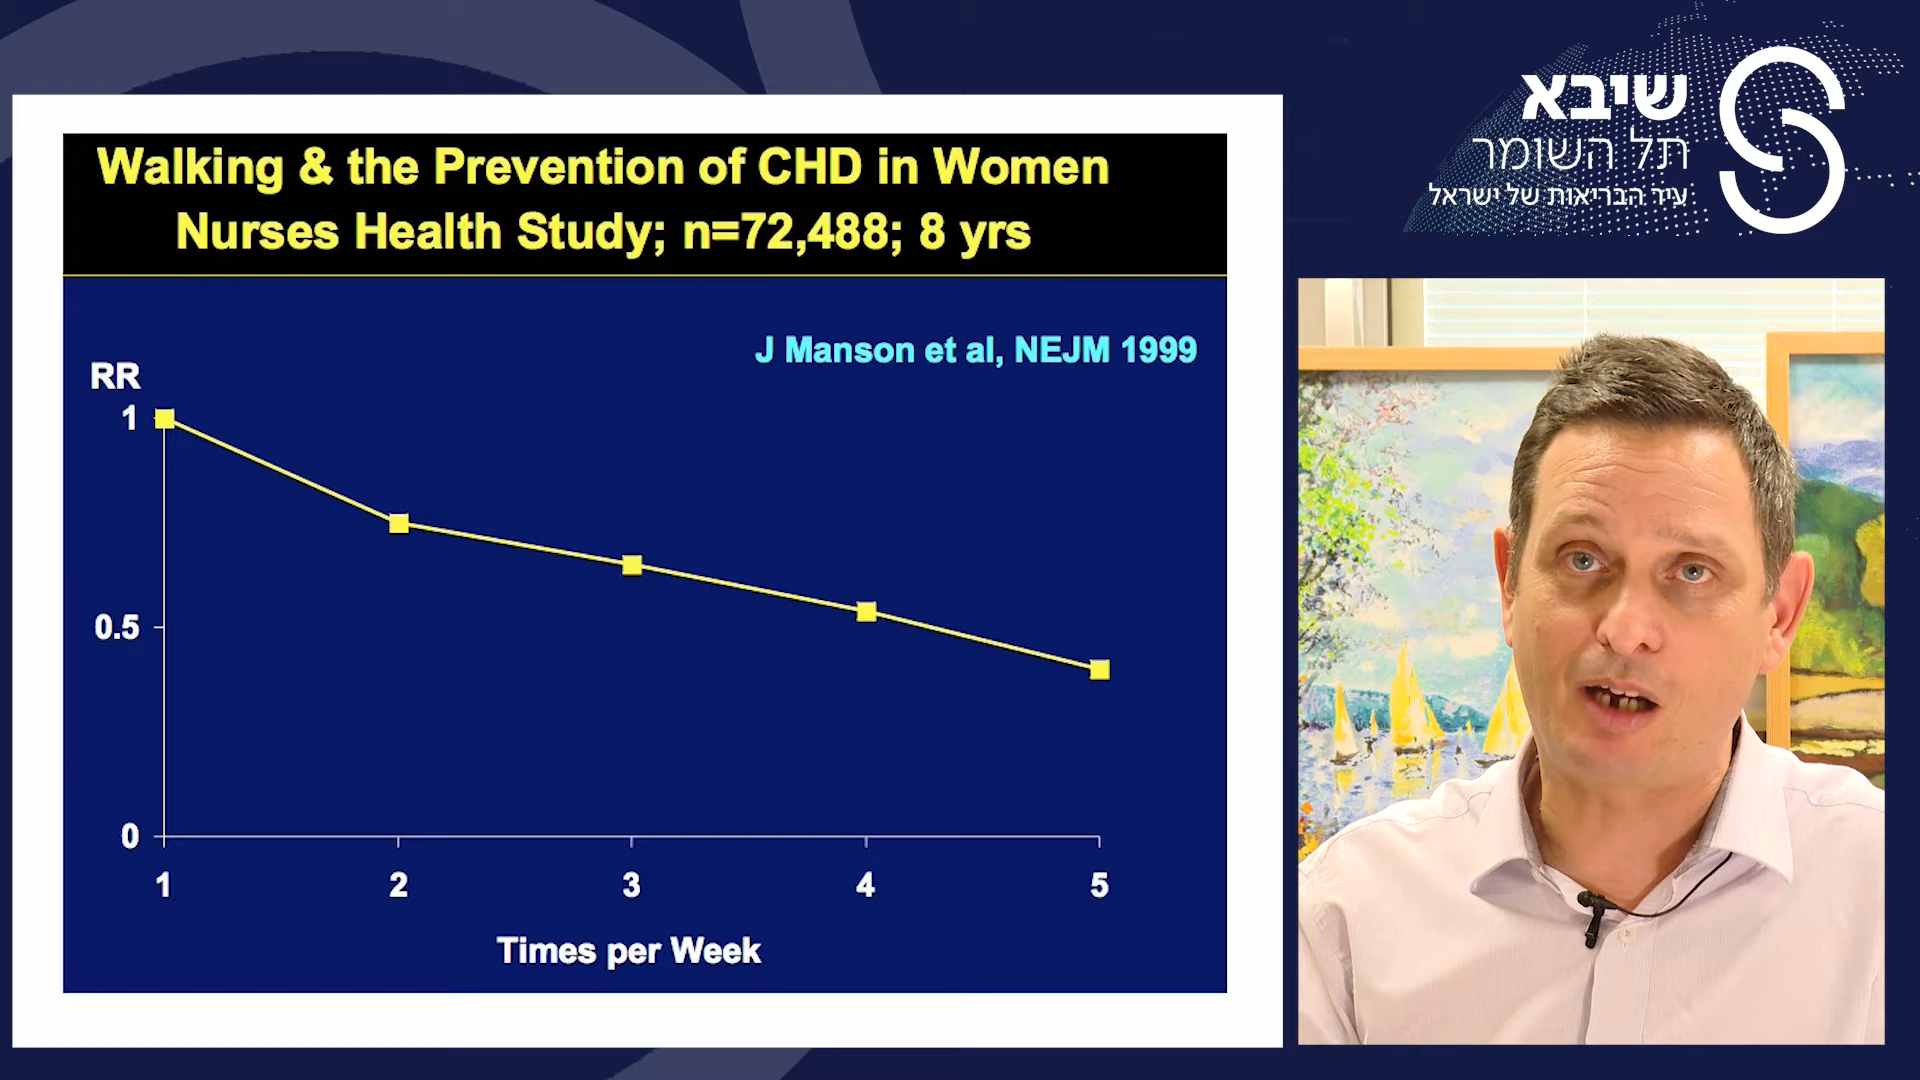 Walking & the Prevention of CHD in Women
Nurses Health Study; n=72,488; 8 yrs
J Manson et al, NEJM 1999
RR
1
0.5
0
1 2 3 4 5
Times per Week
שיבא
תל השומר
עיר הבריאות של ישראל